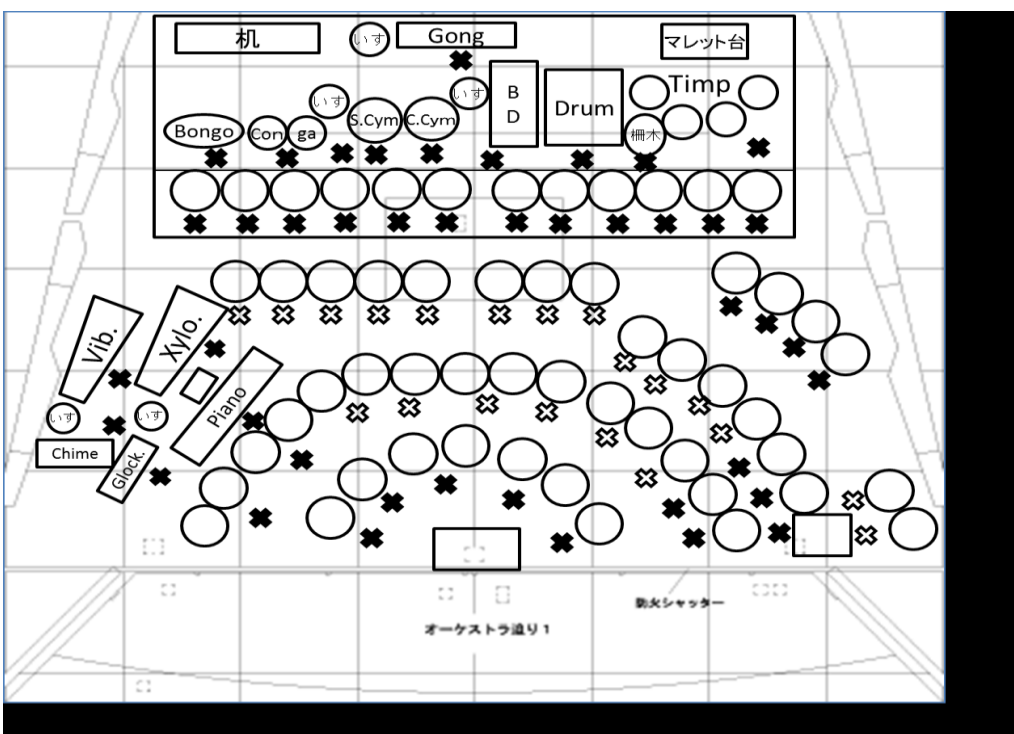 机
いす
Gong
マレット台
いす
いす
B
D
Drum
Timp
Bongo
Con
ga
S.Cym
C.Cym
柵木
Vib.
Xylo.
Piano
いす
いす
Chime
Glock.
防火シャッター
オーケストラ迫り1